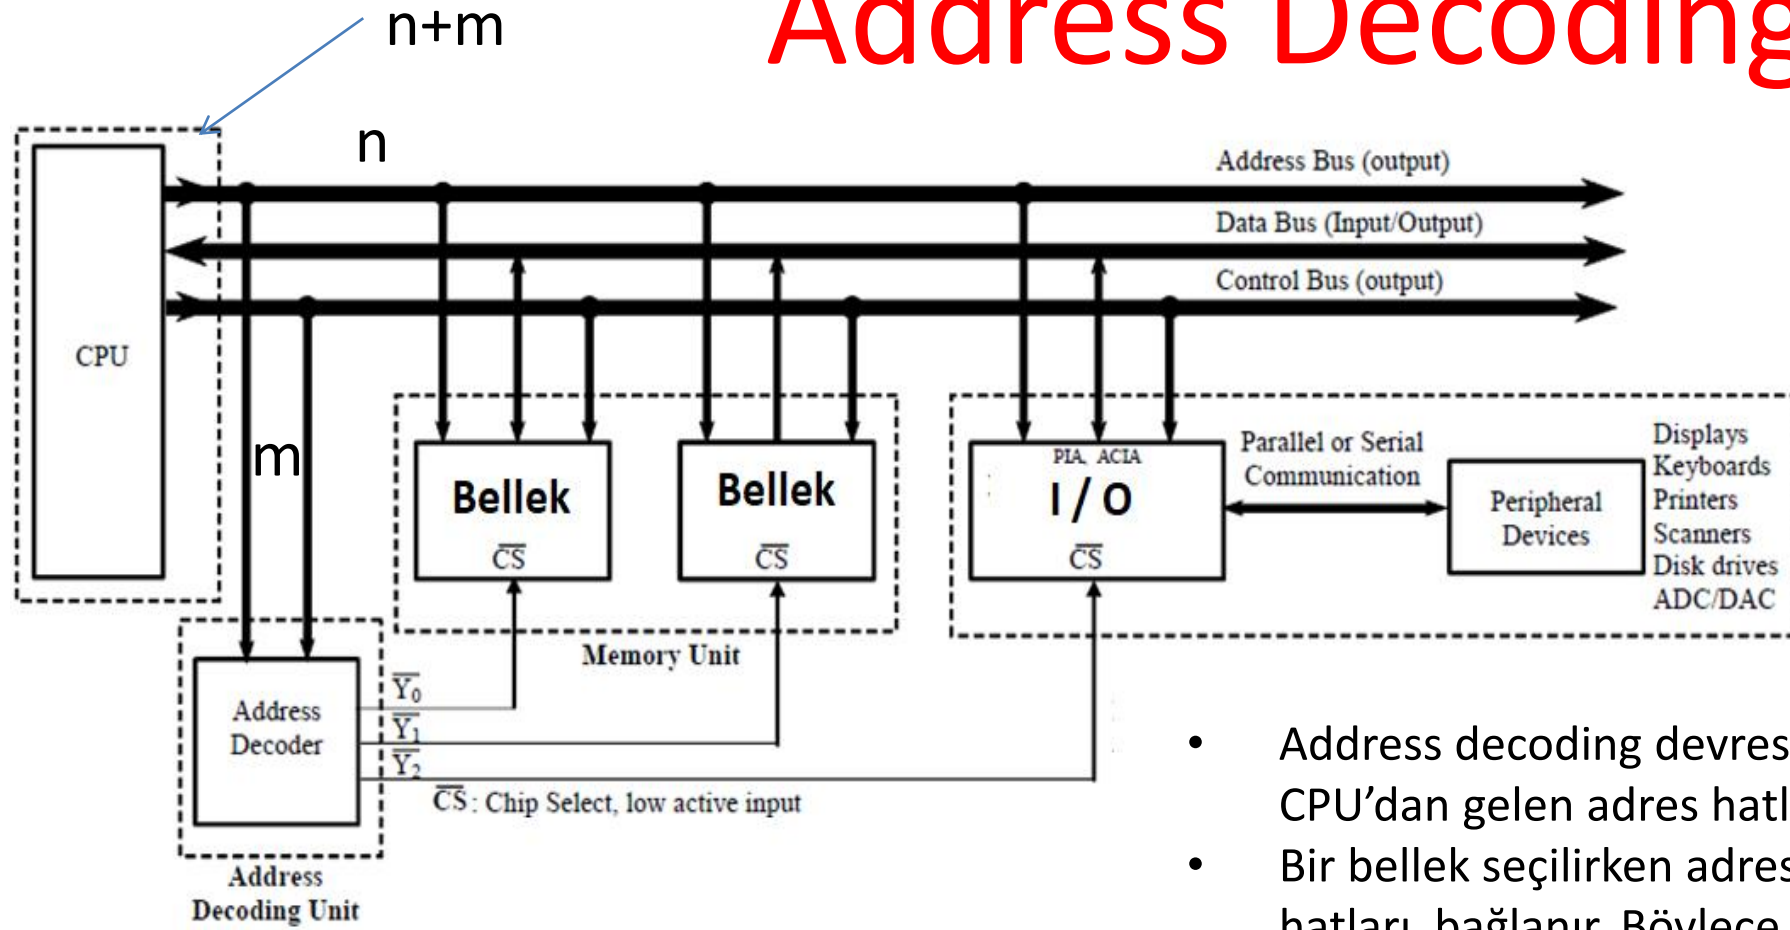 n+m
Address Decoding
n
Address Bus (output)
Data Bus (Input/Output)
Control Bus (output)
CPU
m
Bellek
CS
Bellek
CS
PIA, ACIA
I / O
CS
Parallel or Serial
Communication
Peripheral
Devices
Displays
Keyboards
Printers
Scanners
Disk drives
ADC/DAC
Memory Unit
Address
Decoder
Y0
Y1
Y2
CS : Chip Select, low active input
Address
Decoding Unit
• Address decoding devres
CPU’dan gelen adres hatl
• Bir bellek seçilirken adres
hatları bağlanır. Böylece